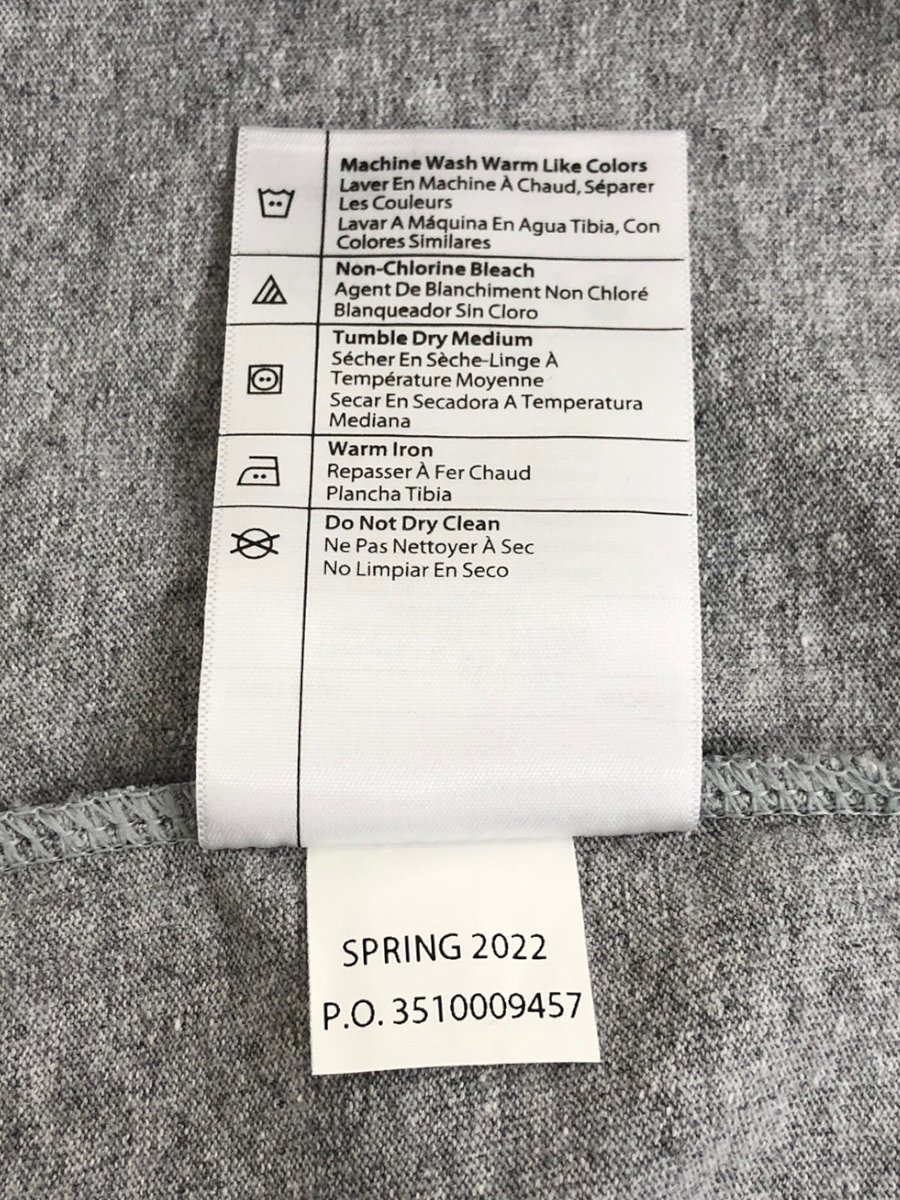 Machine Wash Warm Like Colors
Laver En Machine À Chaud, Séparer
Les Couleurs
Lavar A Máquina En Agua Tibia, Con
Colores Similares
Non-Chlorine Bleach
Agent De Blanchiment Non Chloré
Blanqueador Sin Cloro
Tumble Dry Medium
Sécher En Sèche-Linge À
Température Moyenne
Secar En Secadora A Temperatura
Mediana
Warm Iron
Repasser À Fer Chaud
Plancha Tibia
Do Not Dry Clean
Ne Pas Nettoyer À Sec
No Limpiar En Seco
SPRING 2022
P.O. 3510009457